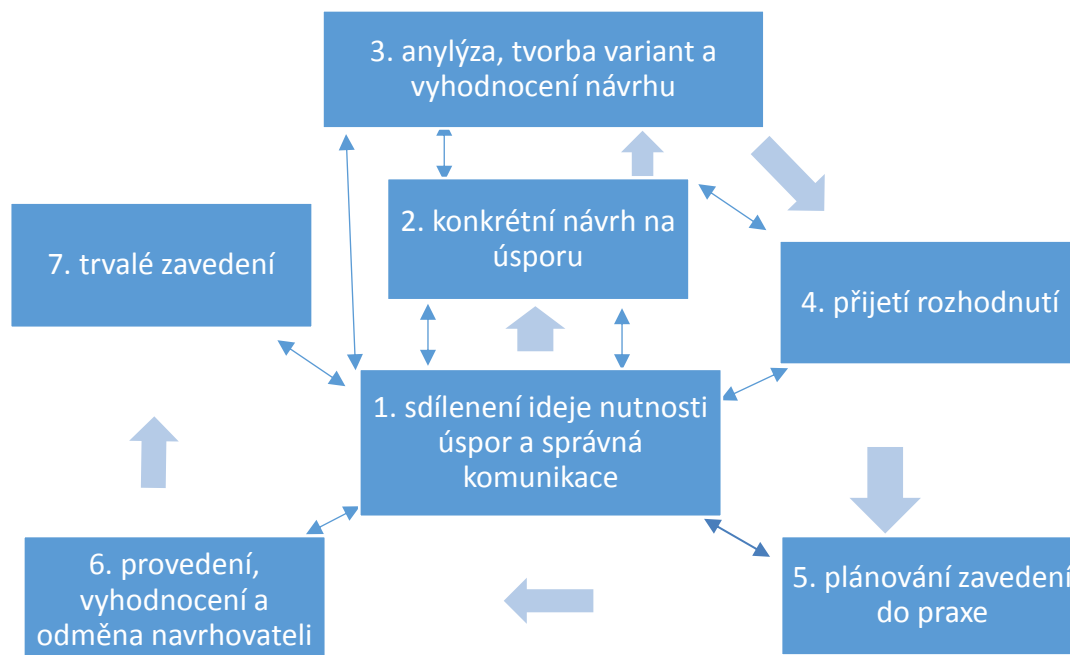 3. anylýza, tvorba variant a
vyhodnocení návrhu
2. konkrétní návrh na
úsporu
7. trvalé zavedení
4. přijetí rozhodnutí
1. sdílenení ideje nutnosti
úspor a správná
komunikace
6. provedení,
vyhodnocení a
odměna navrhovateli
5. plánování zavedení
do praxe